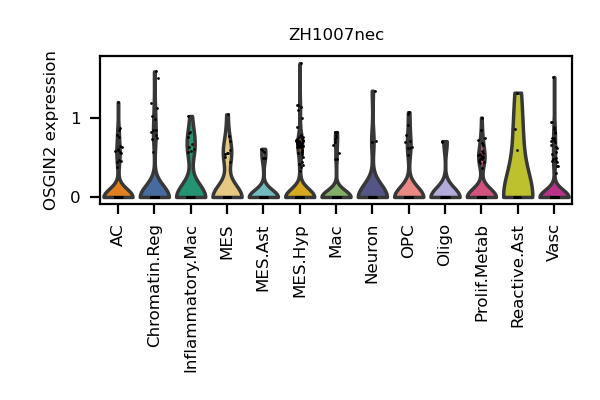 ZH1007nec
OSGIN2 expression
1
0
AC
Chromatin.Reg
Inflammatory.Mac
MES
MES.Ast
MES.Hyp
Mac
Neuron
OPC
Oligo
Prolif.Metab
Reactive.Ast
Vasc